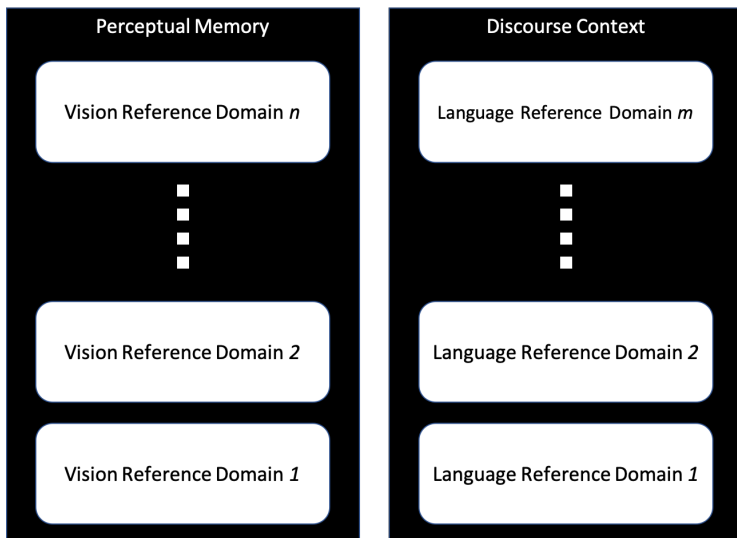 Perceptual Memory
Vision Reference Domain n
Vision Reference Domain 2
Vision Reference Domain 1
Discourse Context
Language Reference Domain m
Language Reference Domain 2
Language Reference Domain 1